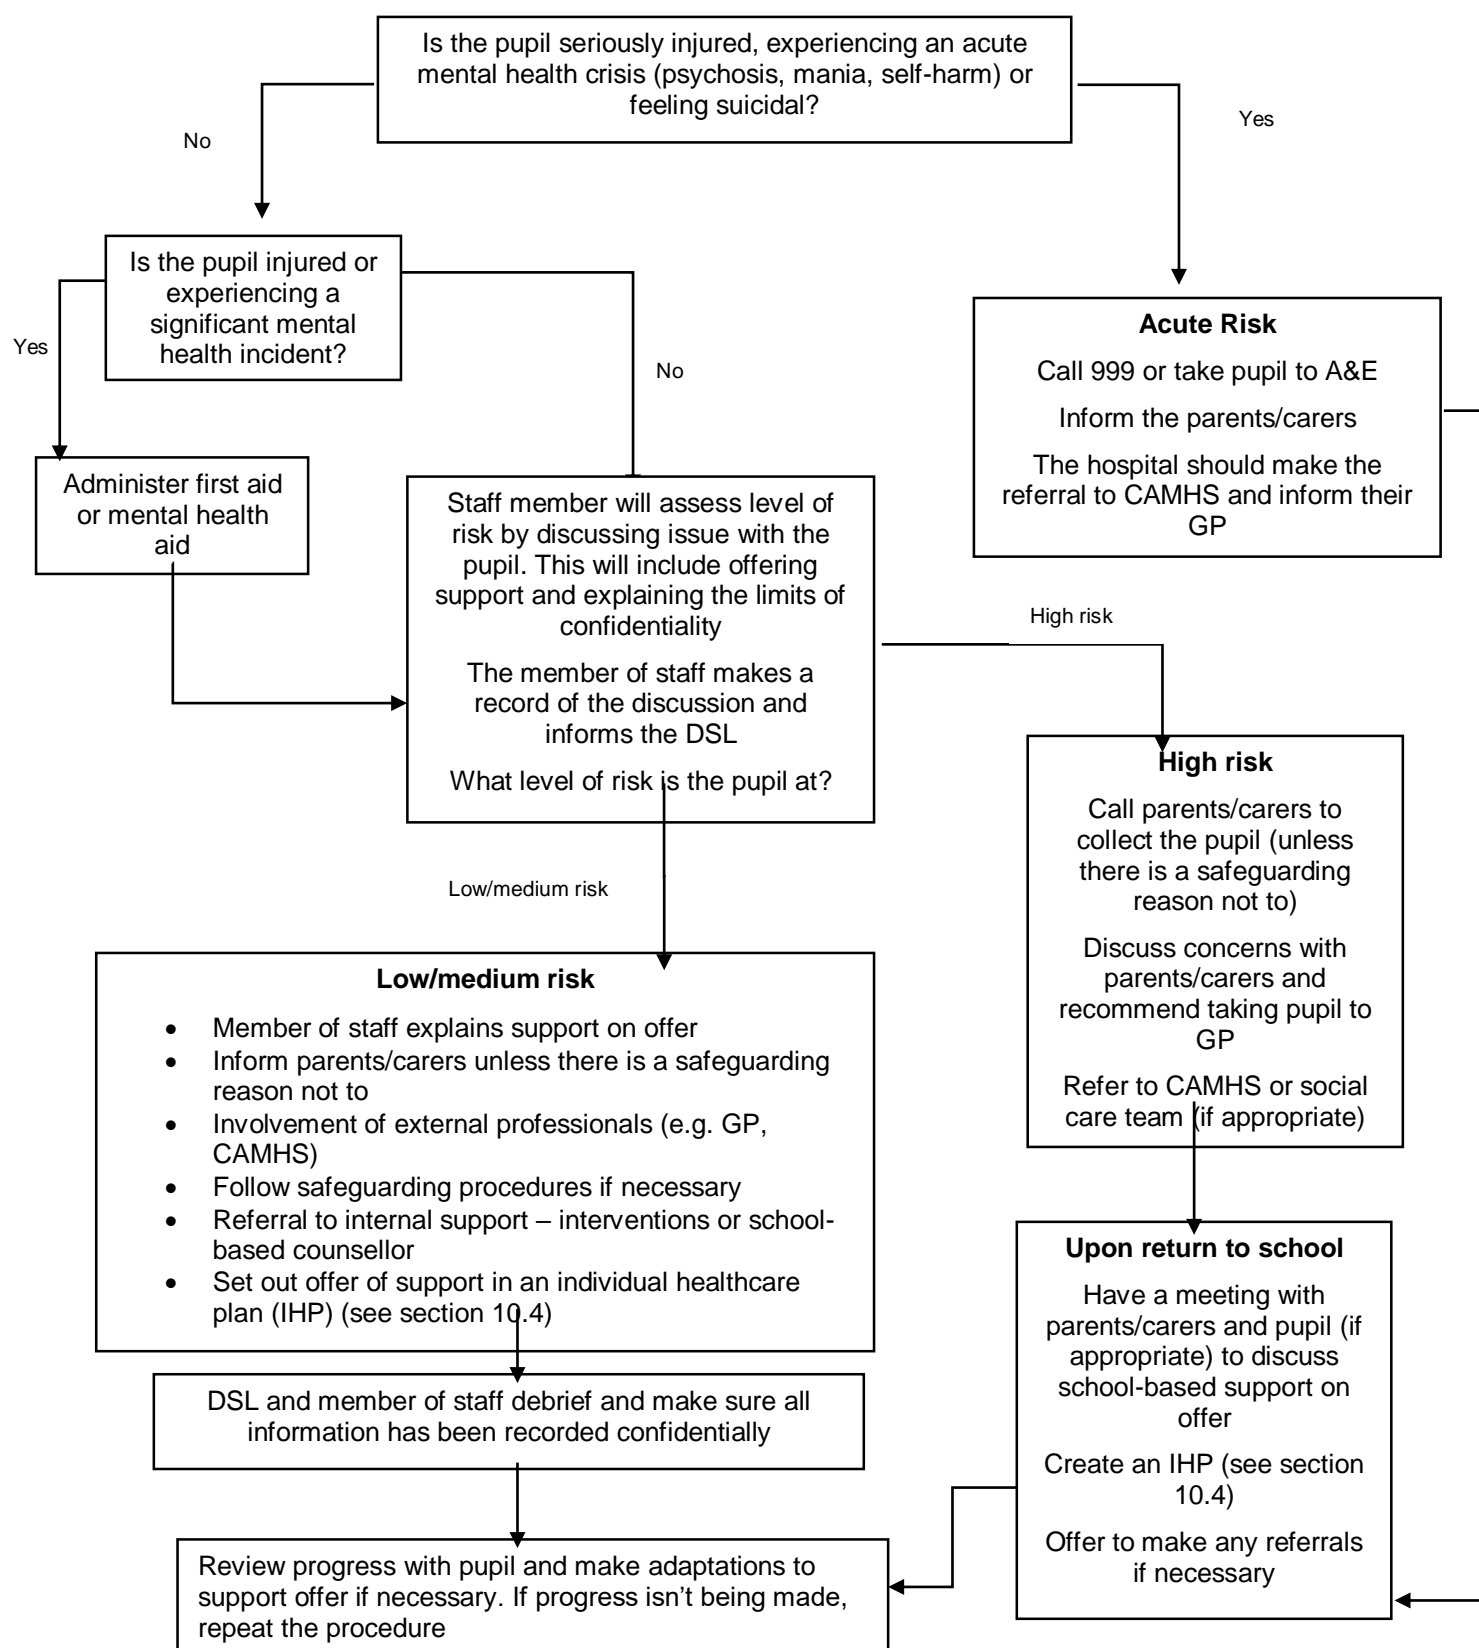 Is the pupil seriously injured, experiencing an acute
mental health crisis (psychosis, mania, self-harm) or
feeling suicidal?
No
Yes
Is the pupil injured or
experiencing a
significant mental
health incident?
Yes
No
Acute Risk
Call 999 or take pupil to A&E
Inform the parents/carers
The hospital should make the
referral to CAMHS and inform their
GP
Administer first aid
or mental health
aid
Staff member will assess level of
risk by discussing issue with the
pupil. This will include offering
support and explaining the limits of
confidentiality
The member of staff makes a
record of the discussion and
informs the DSL
What level of risk is the pupil at?
High risk
High risk
Call parents/carers to
collect the pupil (unless
there is a safeguarding
reason not to)
Discuss concerns with
parents/carers and
recommend taking pupil to
GP
Refer to CAMHS or social
care team (if appropriate)
Low/medium risk
Low/medium risk
• Member of staff explains support on offer
• Inform parents/carers unless there is a safeguarding
reason not to
• Involvement of external professionals (e.g. GP,
CAMHS)
• Follow safeguarding procedures if necessary
• Referral to internal support – interventions or school-
based counsellor
• Set out offer of support in an individual healthcare
plan (IHP) (see section 10.4)
Upon return to school
Have a meeting with
parents/carers and pupil (if
appropriate) to discuss
school-based support on
offer
Create an IHP (see section
10.4)
Offer to make any referrals
if necessary
DSL and member of staff debrief and make sure all
information has been recorded confidentially
Review progress with pupil and make adaptations to
support offer if necessary. If progress isn’t being made,
repeat the procedure